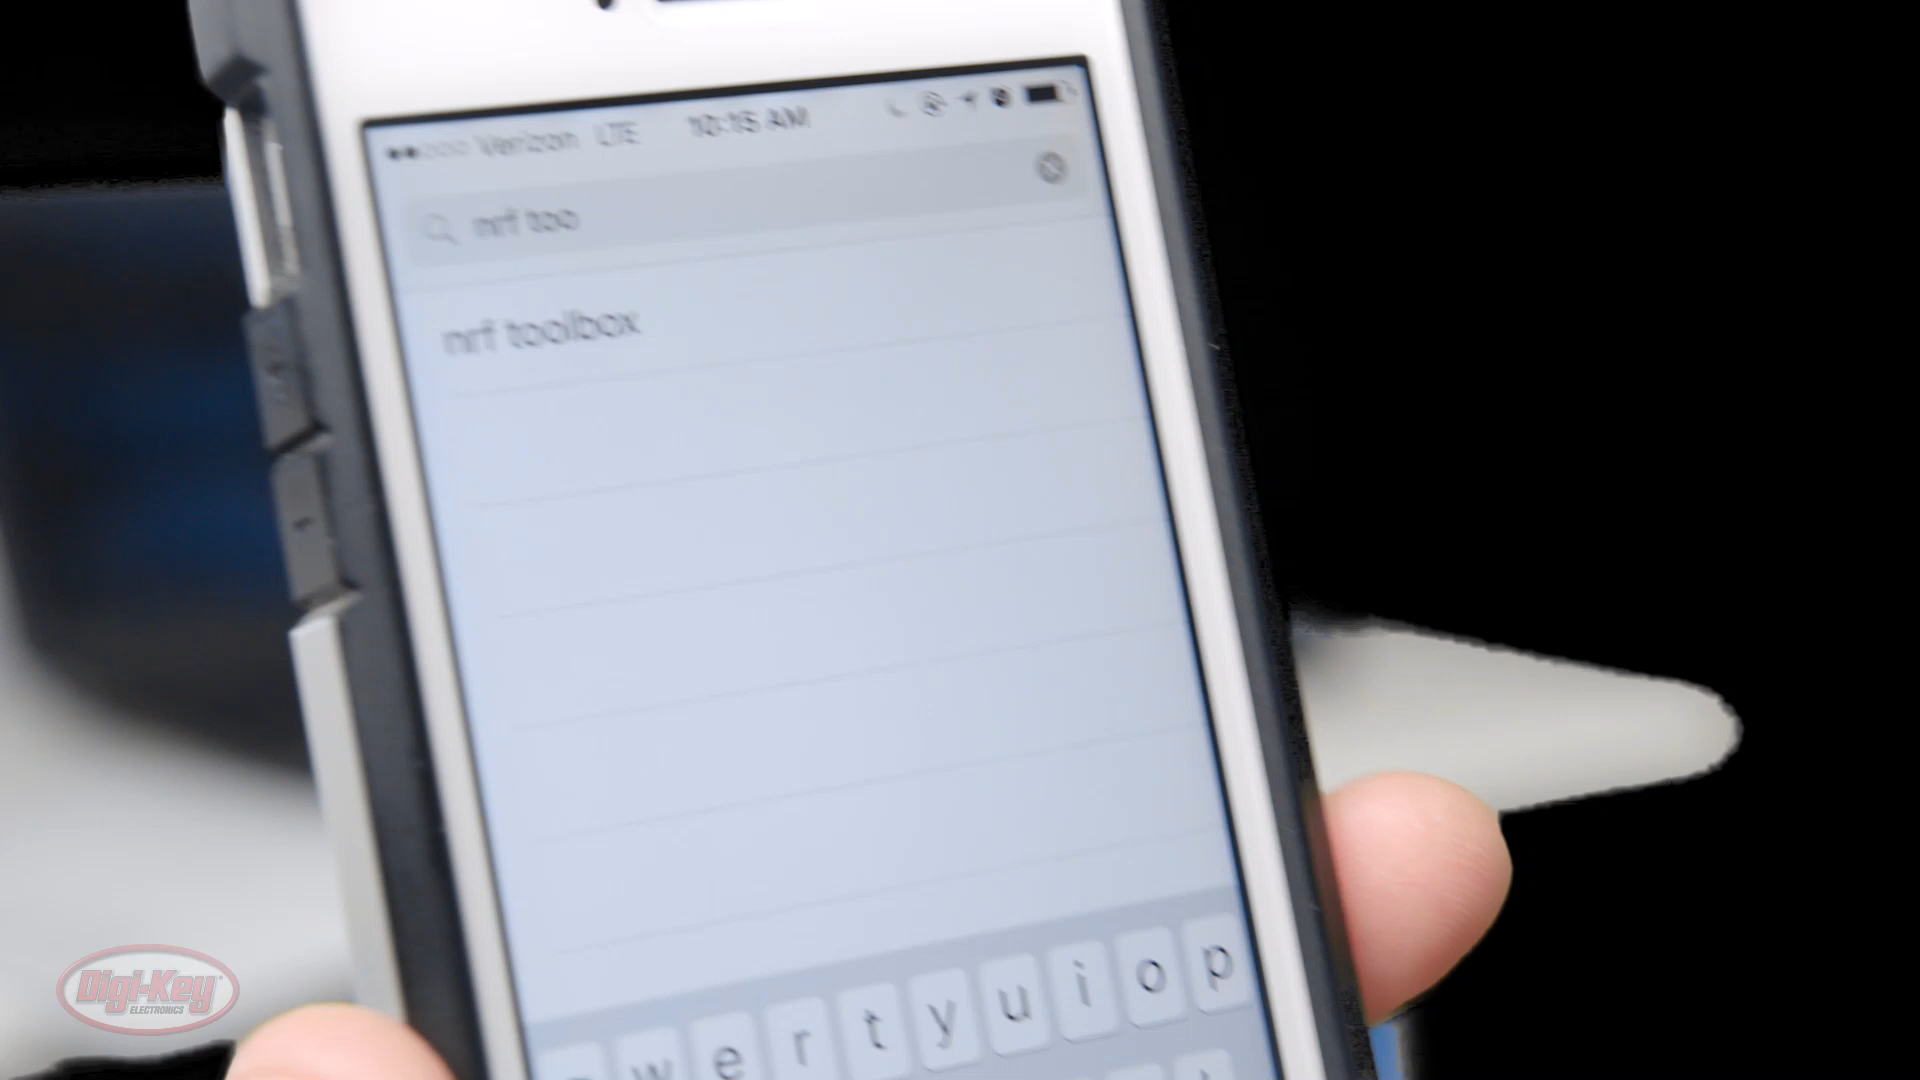 Verizon LTE 10:15 AM
nrf too
nrf toolbox
w e r t y u i o p
Digi-Key
ELECTRONICS